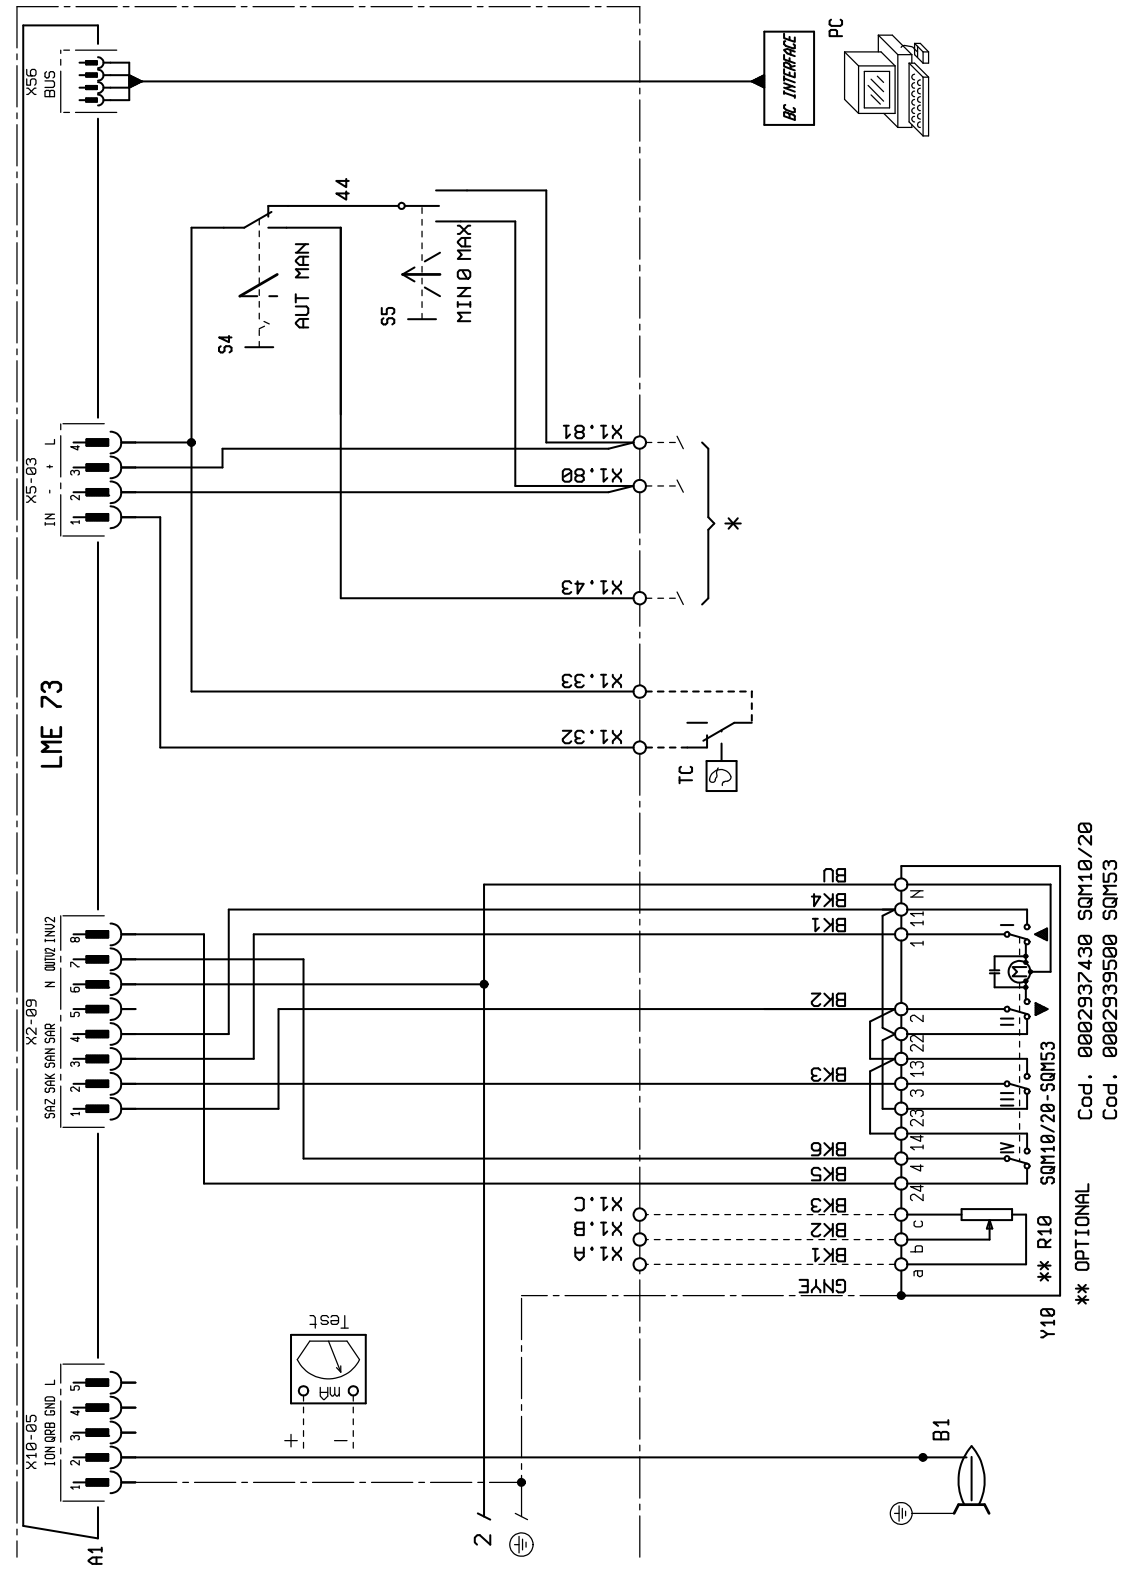 X56
BUS
PC
BC INTERFACE
44
AUT MAN
S4
MIN 0 MAX
S5
X5-03
IN - + L
1 2 3 4
X1.81
X1.80
*
X1.43
X1.33
X1.32
TC
LME 73
X2-09
SAZ SAK SAN SAR N OUTV2 INV2
1 2 3 4 5 6 7 8
BU
BK4
BK1
BK2
BK3
BK6
BK5
BK3
BK2
BK1
GNYE
X1.C
X1.B
X1.A
N
11
1
2
22
13
3
23
14
4
24
c
b
a
I
II
III
IV
M
SQM10/20-SQM53
** R10
Y10
** OPTIONAL
Cod. 0002937430 SQM10/20
Cod. 0002939500 SQM53
Test
mA
+
-
X10-05
ION QRB GND L
1 2 3 4 5
B1
2
A1